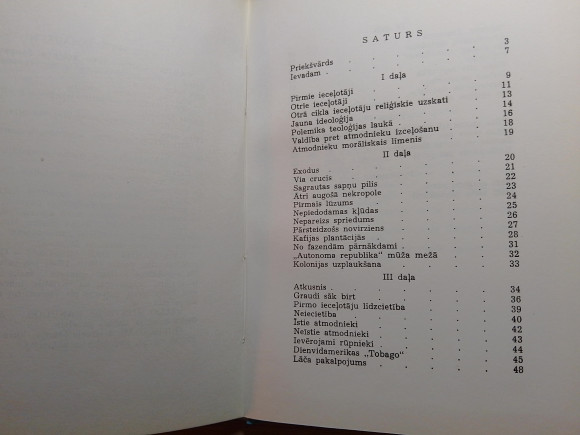 SATURS
Priekšvārds . . . . . 3
Ievadam . . . . . . 7
I daļa
Pirmie ieceļotāji . . . . . 9
Otrie ieceļotāji . . . . . 11
Otrā cikla ieceļotāju reliģiskie uzskati . . 13
Jauna ideoloģija . . . . . 14
Polemika teoloģijas laukā . . . . 16
Valdība pret atmodnieku izceļošanu . . . 18
Atmodnieku morāliskais līmenis . . . 19
II daļa
Exodus . . . . . . 20
Via crucis . . . . . . 21
Sagrautas sapņu pilis . . . . . 22
Ātri augošā nekropole . . . . . 23
Pirmais lūzums . . . . . 24
Nepiedodamas kļūdas . . . . . 25
Nepareizs spriedums . . . . . 26
Pārsteidzošs novirziens . . . . . 27
Kafijas plantācijās . . . . . 28
No fazendām pārnākdami . . . . 31
„Autonoma republika“ mūža mežā . . . 32
Kolonijas uzplaukšana . . . . . 33
III daļa
Atkusnis . . . . . . 34
Graudi sāk birt . . . . . 36
Pirmo ieceļotāju līdzcietība . . . . 39
Neiecietība . . . . . 40
Īstie atmodnieki . . . . . 42
Neīstie atmodnieki . . . . . 43
Ievērojami rūpnieki . . . . . 44
Dienvidamerikas „Tobago“ . . . . 45
Lāča pakalpojums . . . . . 48